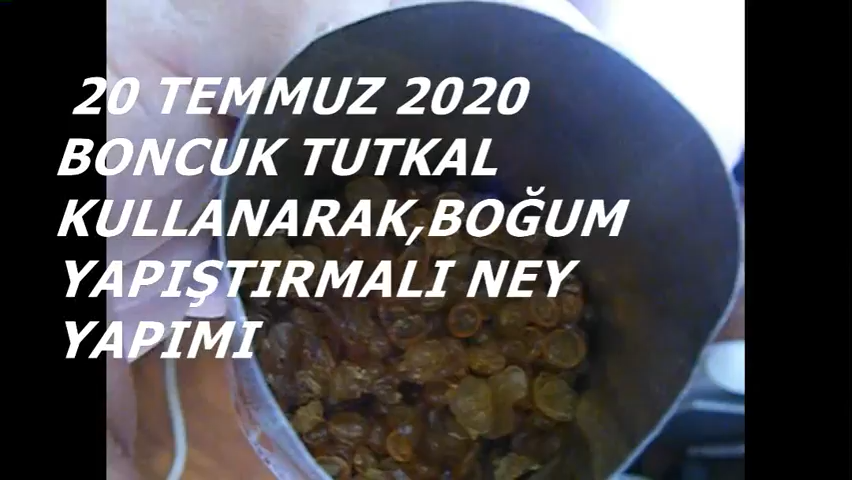 20 TEMMUZ 2020
BONCUK TUTKAL
KULLANARAK,BOĞUM
YAPIŞTIRMALI NEY
YAPIMI